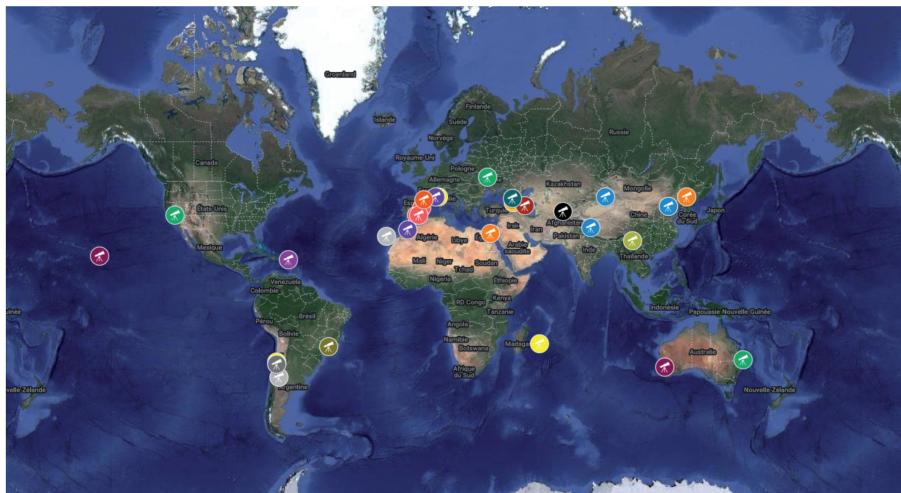 Groenland
Islande
Finlande
Suède
Norvège
Russie
Royaume-Uni
Pologne
Canada
Allemagne
Kazakhstan
Mongolie
États-Unis
Chine
Corée
du Sud
Japon
Afghanistan
Irak
Iran
Pakistan
Algérie
Libye
Arabie
saoudite
Inde
Mexique
Mali
Niger
Tchad
Soudan
Thaïlande
Nigeria
Éthiopie
Venezuela
Colombie
Kenya
RD Congo
Tanzanie
Indonésie
Papouasie-Nouvelle-Guinée
Pérou
Brésil
Bolivie
Angola
Namibie
Botswana
Madaga
Afrique
du Sud
Australie
Argentine
Nouvelle-Zélande